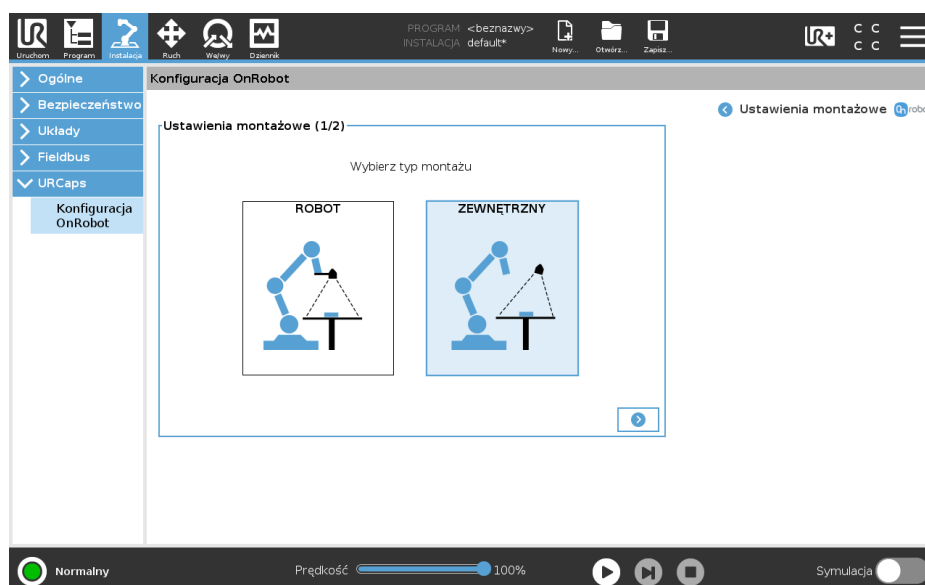 UR
PROGRAM <beznazwy>
INSTALACJA default*
UR+
C C
C C
Uruchom Program Instalacja Ruch We/wy Dziennik
Nowy... Otwórz... Zapisz...
Ogólne
Bezpieczeństwo
Układy
Fieldbus
URCaps
Konfiguracja
OnRobot
Konfiguracja OnRobot
Ustawienia montażowe
Ustawienia montażowe (1/2)
Wybierz typ montażu
ROBOT
ZEWNĘTRZNY
Normalny
Prędkość 100%
Symulacja